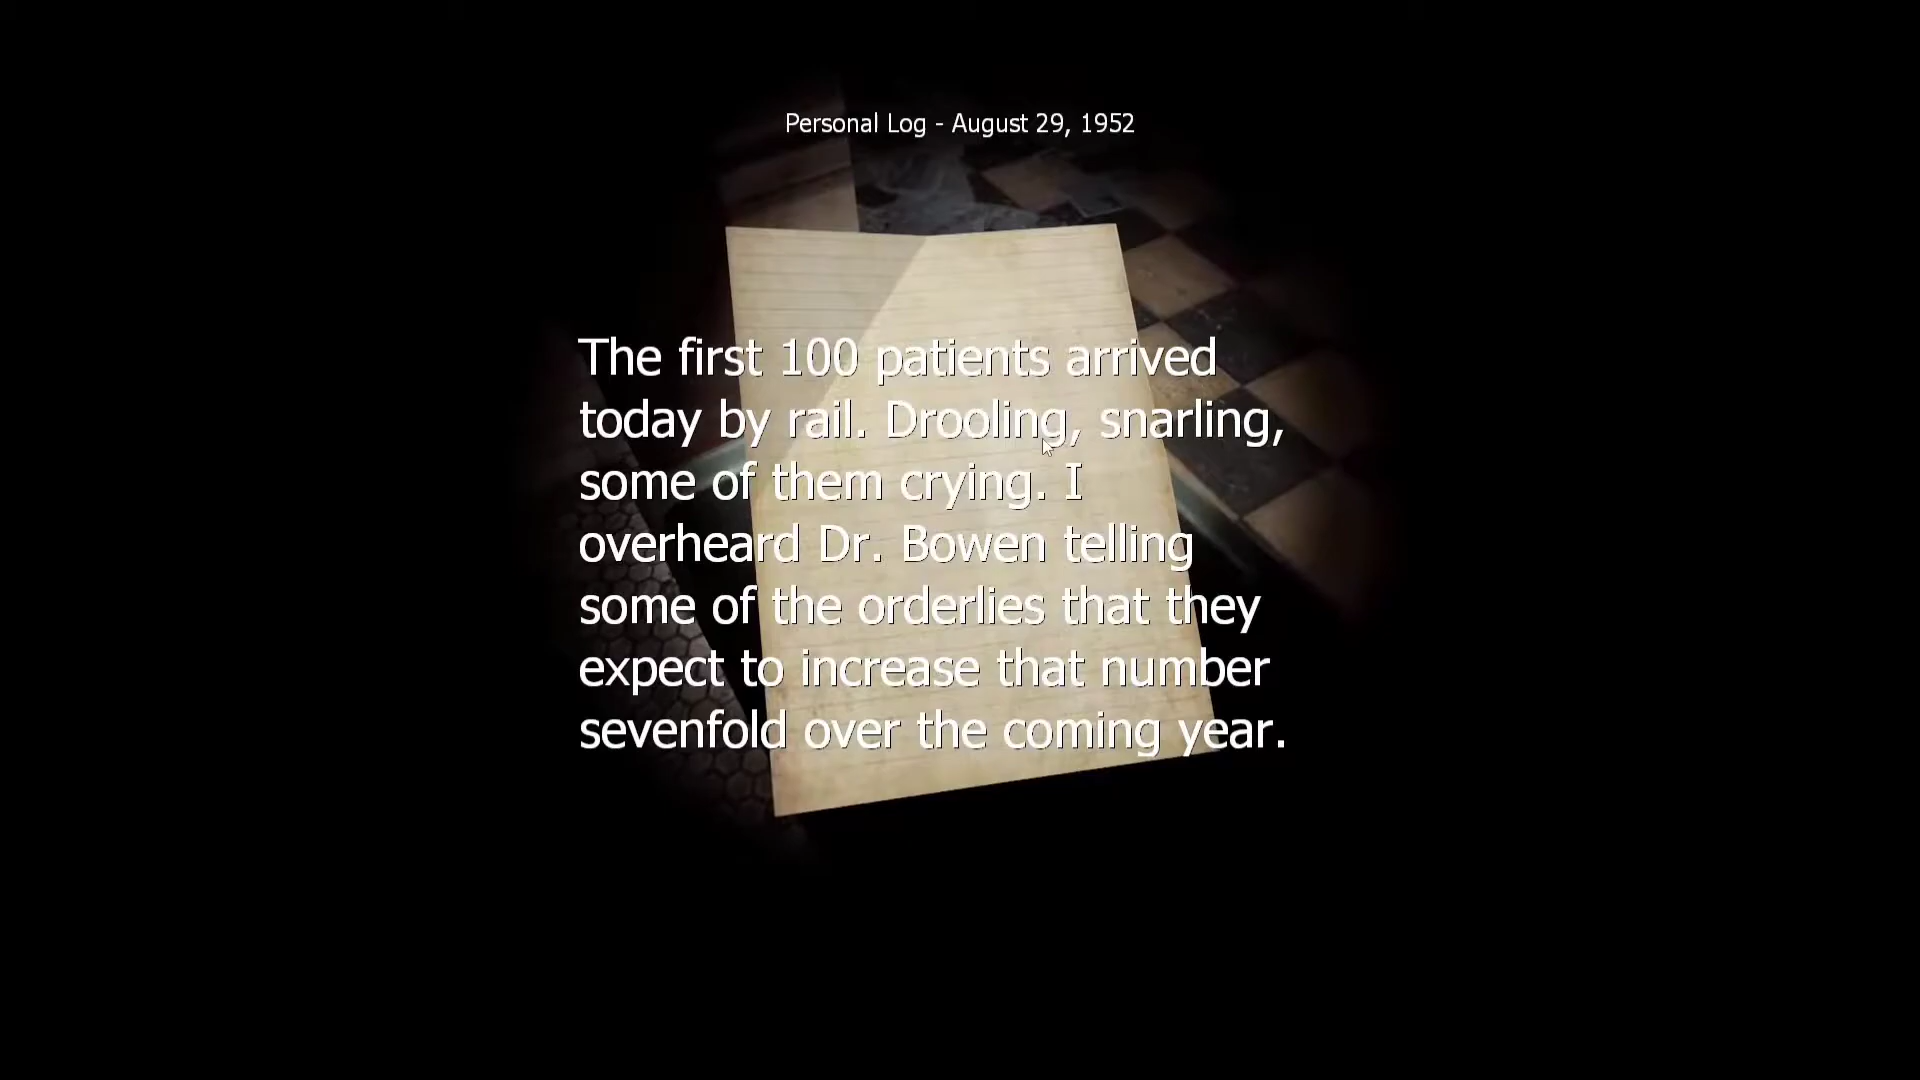 Personal Log - August 29, 1952
The first 100 patients arrived
today by rail. Drooling, snarling,
some of them crying. I
overheard Dr. Bowen telling
some of the orderlies that they
expect to increase that number
sevenfold over the coming year.